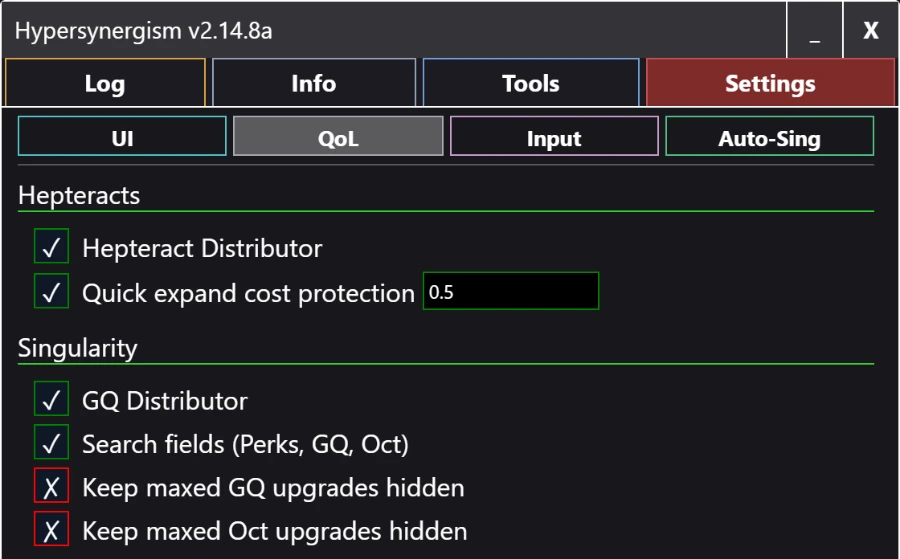 Hypersynergism v2.14.8a _ X
Log Info Tools Settings
UI QoL Input Auto-Sing
Hepteracts
✓ Hepteract Distributor
✓ Quick expand cost protection 0.5
Singularity
✓ GQ Distributor
✓ Search fields (Perks, GQ, Oct)
✗ Keep maxed GQ upgrades hidden
✗ Keep maxed Oct upgrades hidden